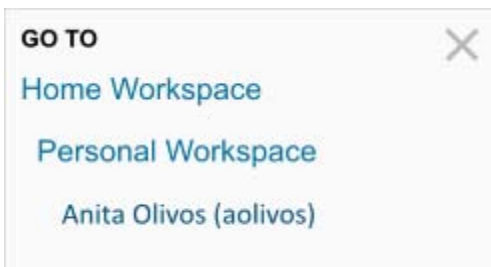 GO TO
Home Workspace
Personal Workspace
Anita Olivos (aolivos)